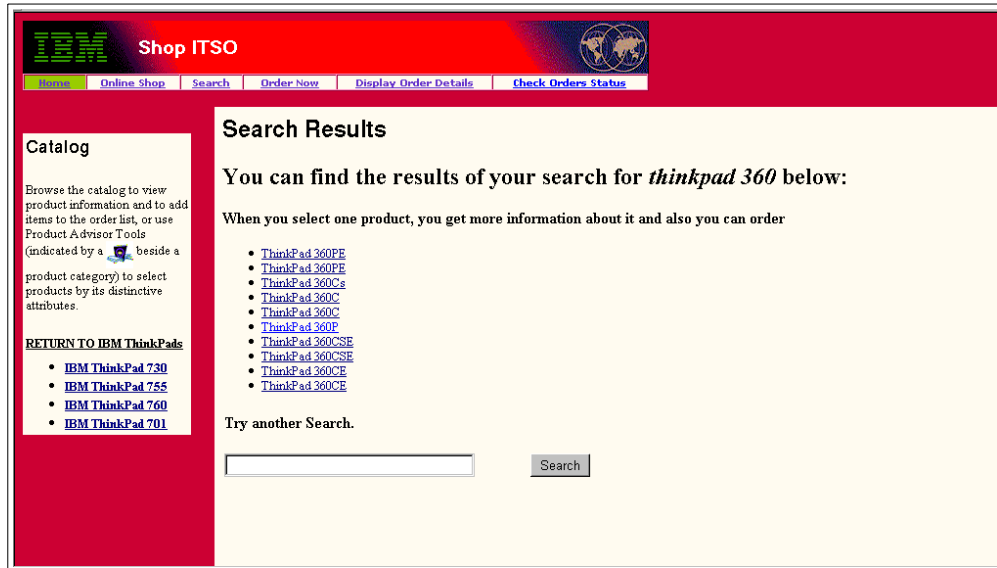 IBM Shop ITSO
Home Online Shop Search Order Now Display Order Details Check Orders Status
Catalog
Browse the catalog to view
product information and to add
items to the order list, or use
Product Advisor Tools
(indicated by a beside a
product category) to select
products by its distinctive
attributes.
RETURN TO IBM ThinkPads
• IBM ThinkPad 730
• IBM ThinkPad 755
• IBM ThinkPad 760
• IBM ThinkPad 701
Search Results
You can find the results of your search for thinkpad 360 below:
When you select one product, you get more information about it and also you can order
• ThinkPad 360PE
• ThinkPad 360PE
• ThinkPad 360Cs
• ThinkPad 360C
• ThinkPad 360C
• ThinkPad 360P
• ThinkPad 360CSE
• ThinkPad 360CSE
• ThinkPad 360CE
• ThinkPad 360CE
Try another Search.
Search